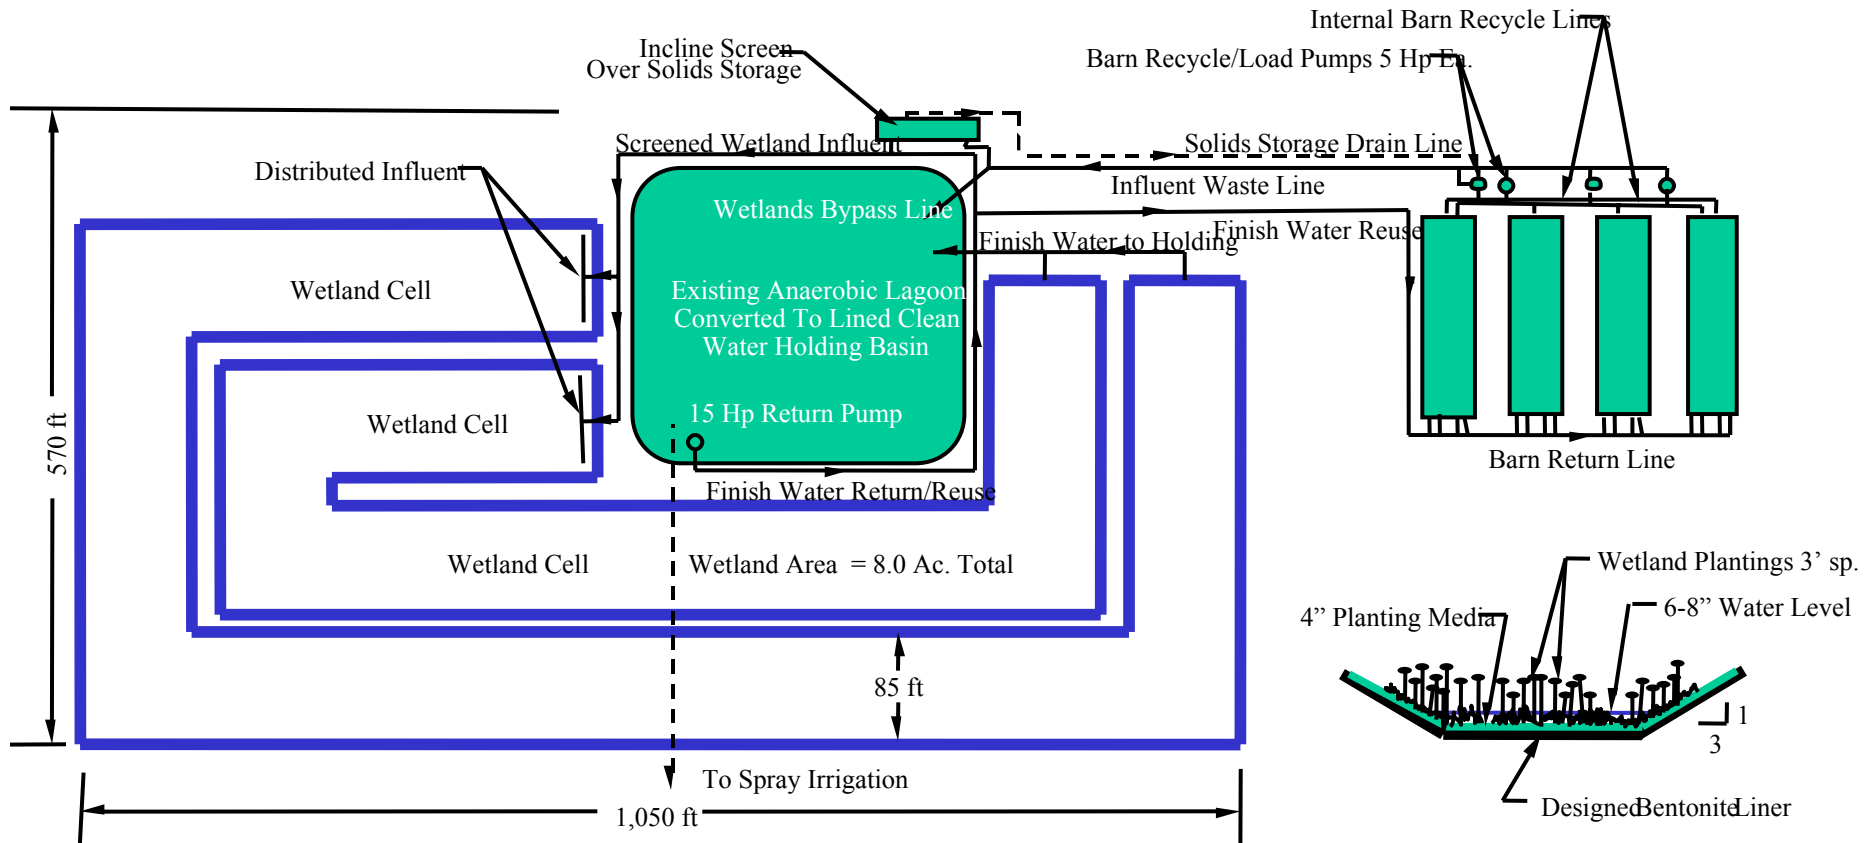 Internal Barn Recycle Lines
Incline Screen
Over Solids Storage
Barn Recycle/Load Pumps 5 Hp Ea.
Screened Wetland Influent
Solids Storage Drain Line
Distributed Influent
Influent Waste Line
Wetlands Bypass Line
Finish Water Reuse
Finish Water to Holding
Wetland Cell
Existing Anaerobic Lagoon
Converted To Lined Clean
Water Holding Basin
570 ft
Wetland Cell
15 Hp Return Pump
Barn Return Line
Finish Water Return/Reuse
Wetland Cell
Wetland Area = 8.0 Ac. Total
Wetland Plantings 3’ sp.
6-8” Water Level
4” Planting Media
85 ft
1
3
To Spray Irrigation
1,050 ft
Designed Bentonite Liner